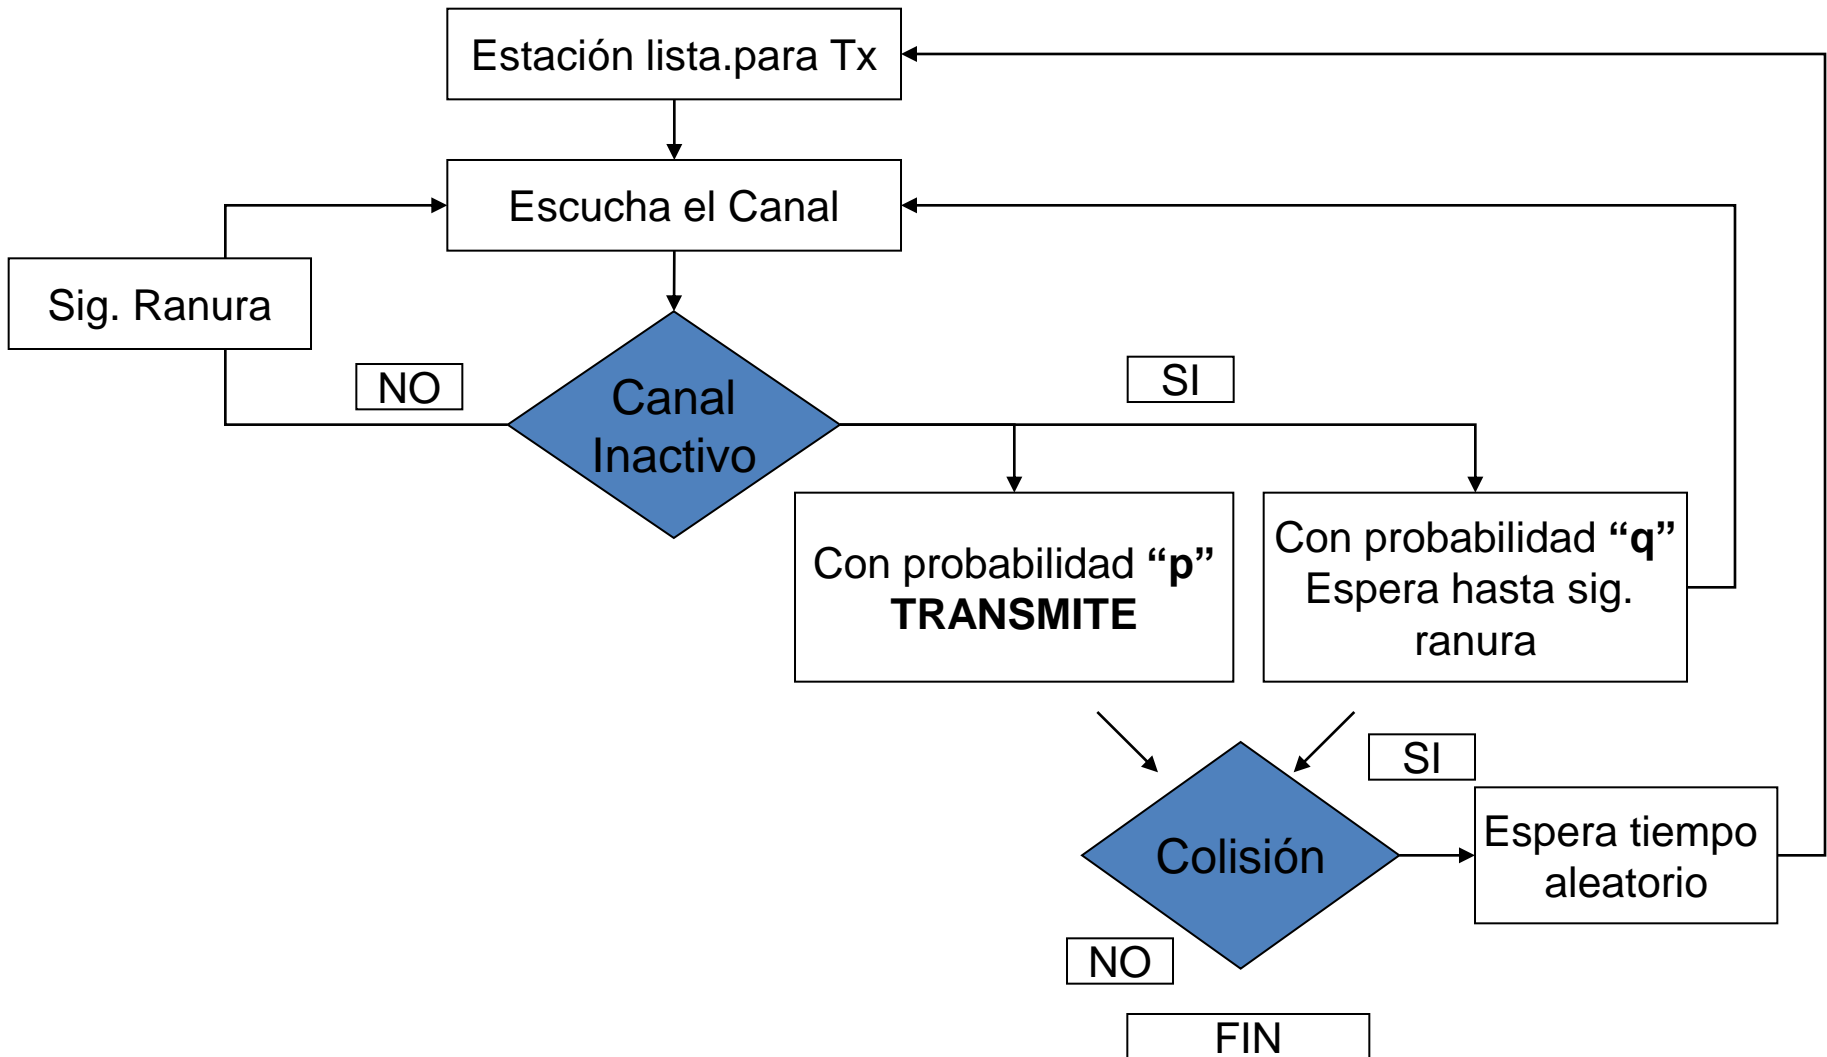 Estación lista.para Tx
Escucha el Canal
Sig. Ranura
NO
SI
Canal
Inactivo
Con probabilidad “p”
TRANSMITE
Con probabilidad “q”
Espera hasta sig.
ranura
SI
Colisión
Espera tiempo
aleatorio
NO
FIN